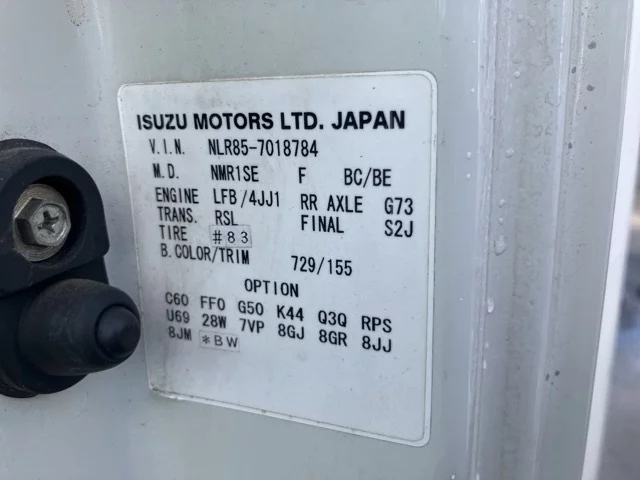 ISUZU MOTORS LTD. JAPAN
V.I.N. NLR85-7018784
M.D. NMR1SE F BC/BE
ENGINE LFB/4JJ1 RR AXLE G73
TRANS. RSL FINAL S2J
TIRE #83
B.COLOR/TRIM 729/155
OPTION
C60 FF0 G50 K44 Q3Q RPS
U69 28W 7VP 8GJ 8GR 8JJ
8JM *BW